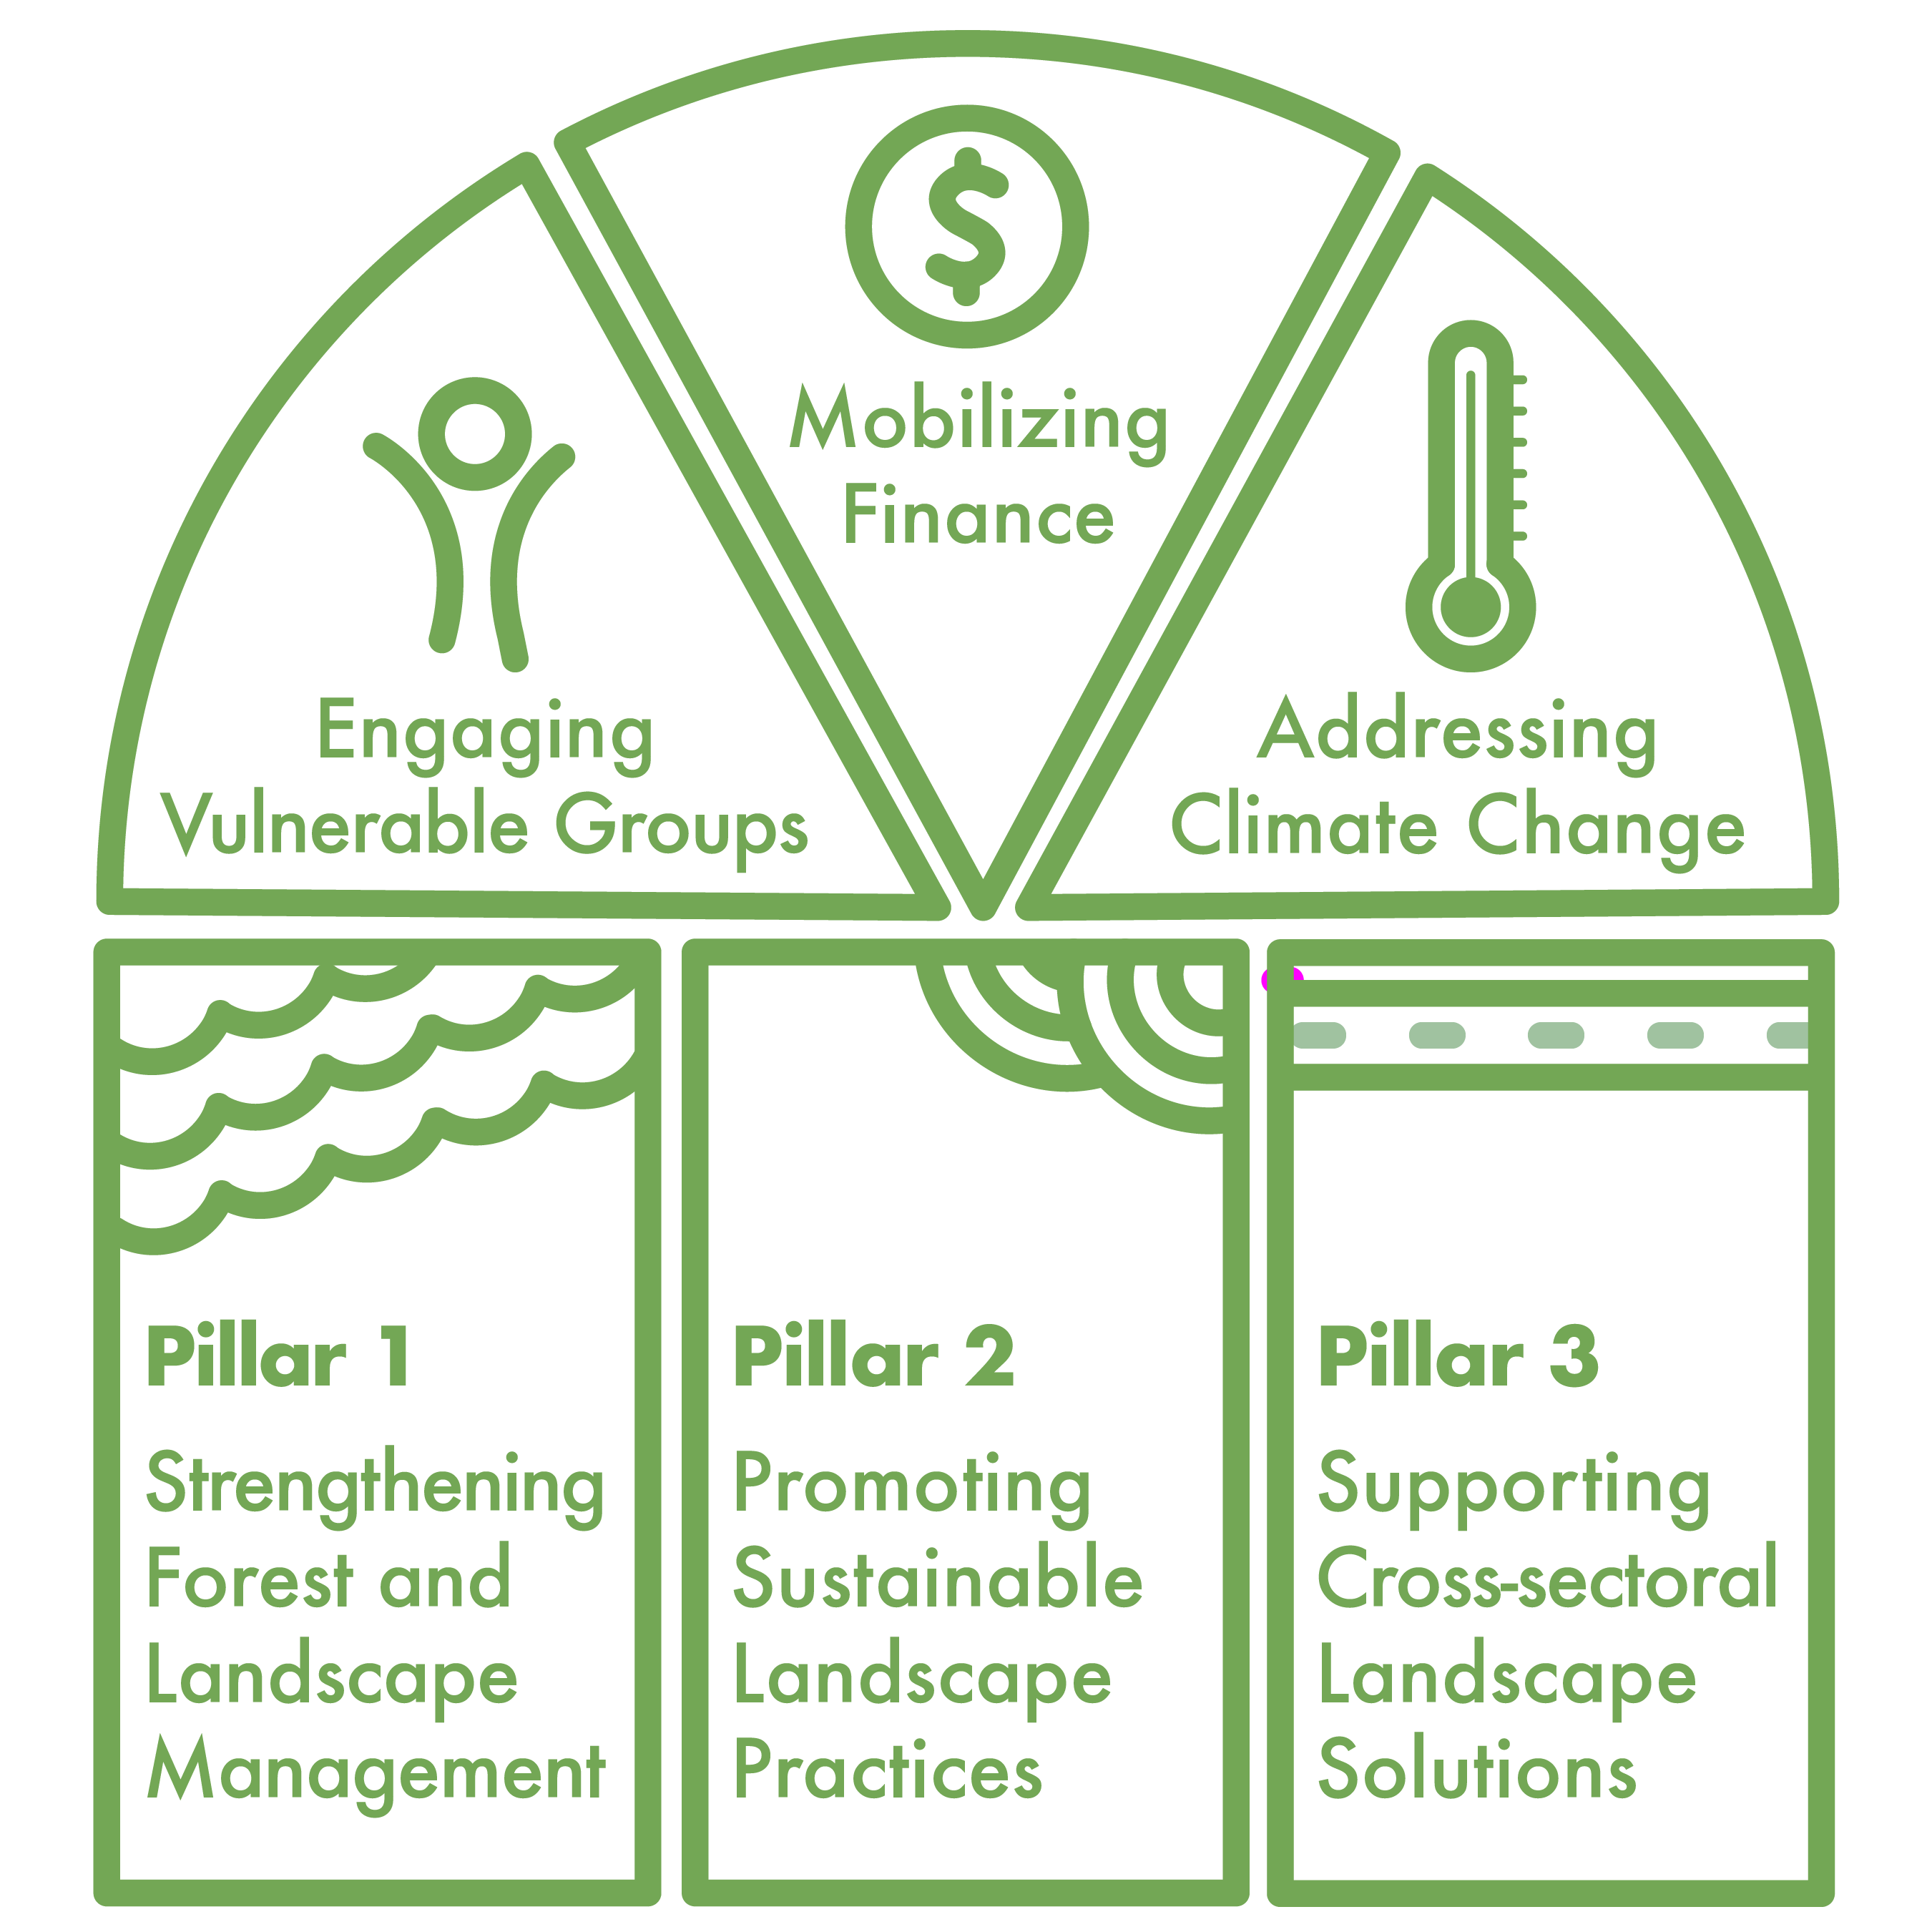 Mobilizing
Finance
Engaging
Vulnerable Groups
Addressing
Climate Change
Pillar 1
Strengthening
Forest and
Landscape
Management
Pillar 2
Promoting
Sustainable
Landscape
Practices
Pillar 3
Supporting
Cross-sectoral
Landscape
Solutions